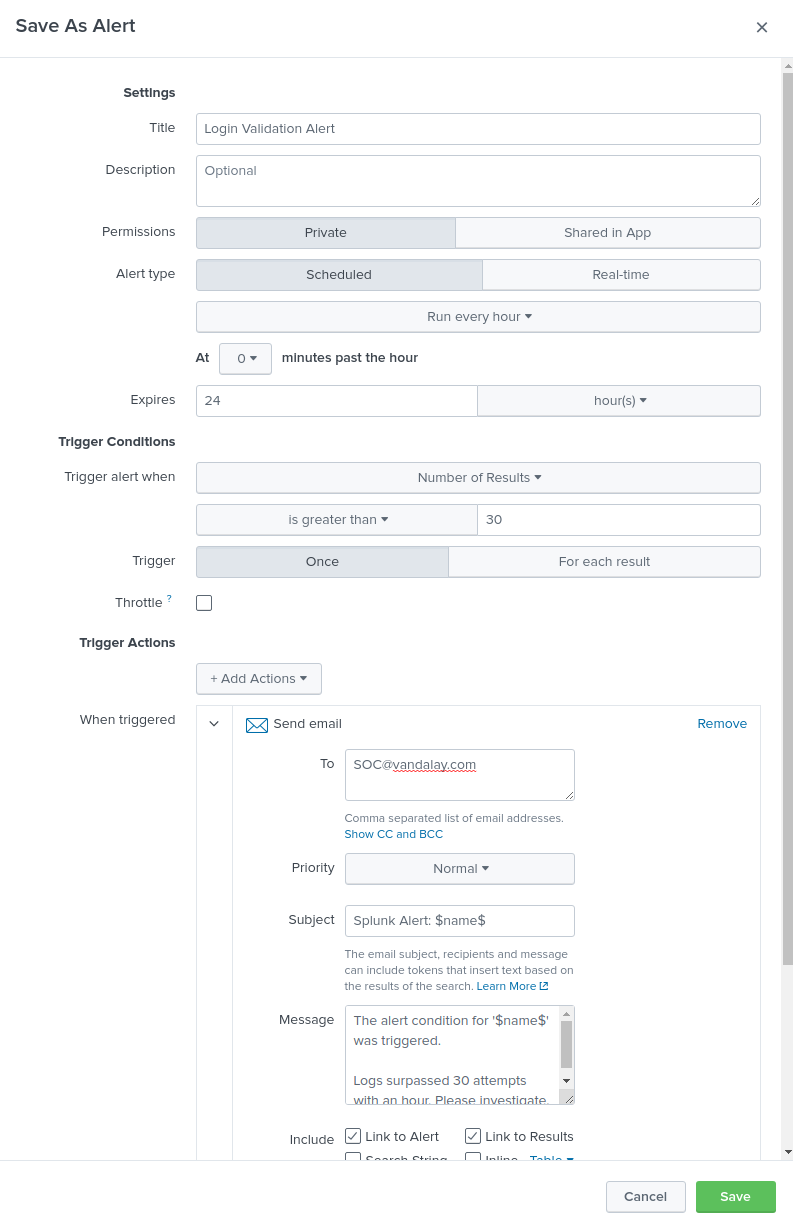 Save As Alert
×
Settings
Title
Login Validation Alert
Description
Optional
Permissions
Private
Shared in App
Alert type
Scheduled
Real-time
Run every hour
At 0 minutes past the hour
Expires
24
hour(s)
Trigger Conditions
Trigger alert when
Number of Results
is greater than
30
Trigger
Once
For each result
Throttle ?
Trigger Actions
+ Add Actions
When triggered
Send email
Remove
To
SOC@vandalay.com
Comma separated list of email addresses.
Show CC and BCC
Priority
Normal
Subject
Splunk Alert: $name$
The email subject, recipients and message
can include tokens that insert text based on
the results of the search. Learn More
Message
The alert condition for '$name$'
was triggered.
Logs surpassed 30 attempts
with an hour. Please investigate.
Include
Link to Alert
Link to Results
Search String
Inline Table
Cancel
Save